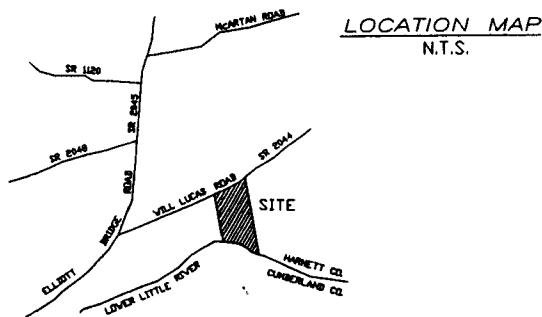 LOCATION MAP
N.T.S.
McARTAN ROAD
SR 1120
SR 2045
SR 2048
SR 2044
WILL LUCAS ROAD
SITE
ELLIOTT BRIDGE ROAD
LOWER LITTLE RIVER
HARNETT CO.
CUMBERLAND CO.